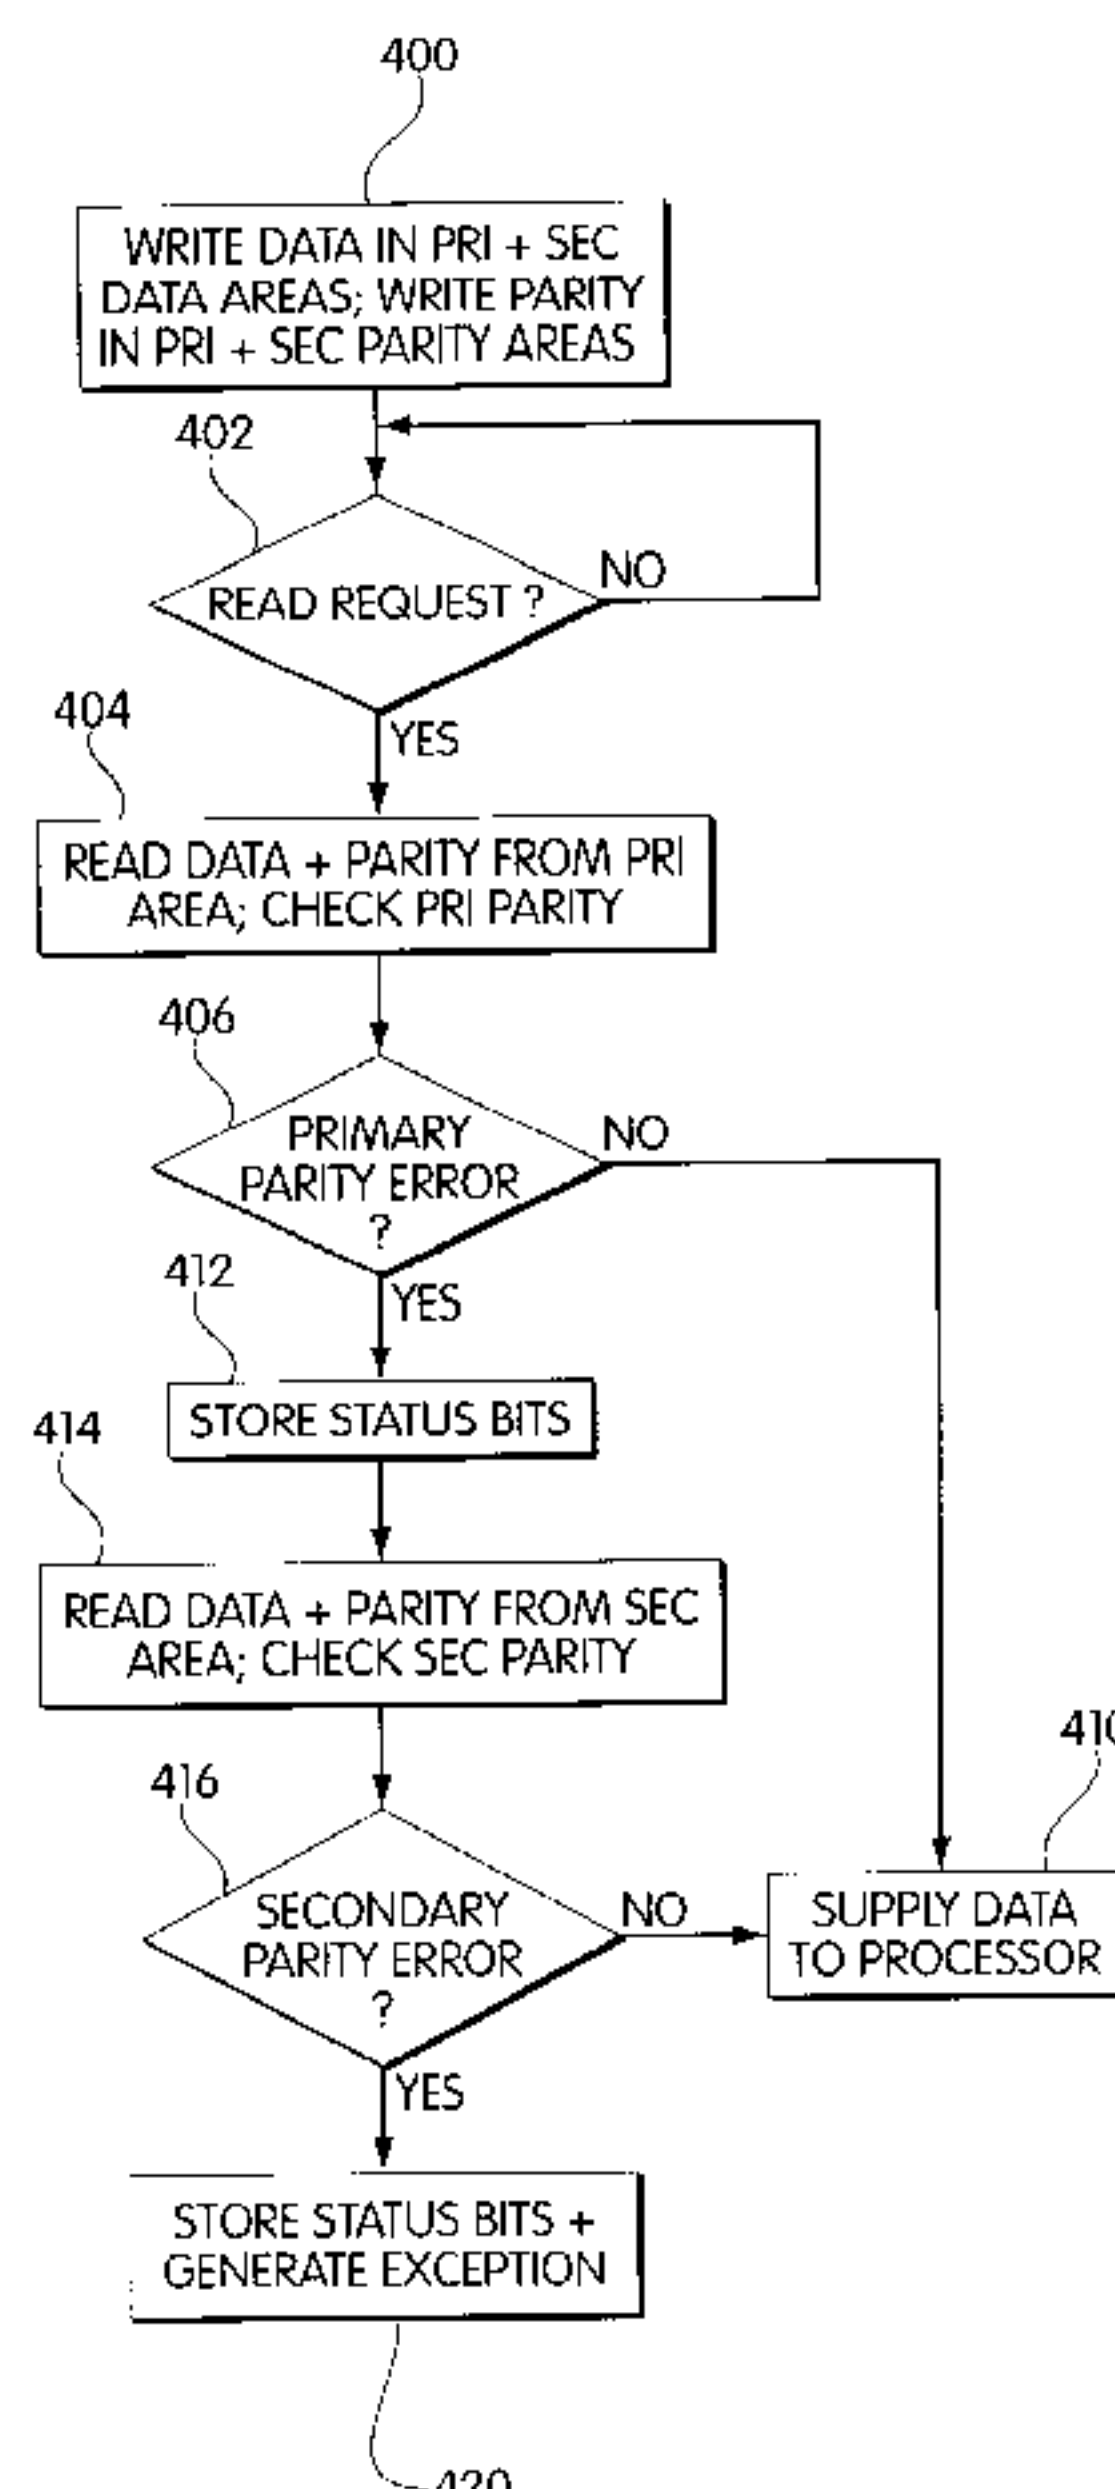 400
WRITE DATA IN PRI + SEC
DATA AREAS; WRITE PARITY
IN PRI + SEC PARITY AREAS
402
READ REQUEST ?
NO
YES
404
READ DATA + PARITY FROM PRI
AREA; CHECK PRI PARITY
406
PRIMARY
PARITY ERROR
?
NO
YES
412
STORE STATUS BITS
414
READ DATA + PARITY FROM SEC
AREA; CHECK SEC PARITY
416
SECONDARY
PARITY ERROR
?
NO
410
SUPPLY DATA
TO PROCESSOR
YES
STORE STATUS BITS +
GENERATE EXCEPTION
420